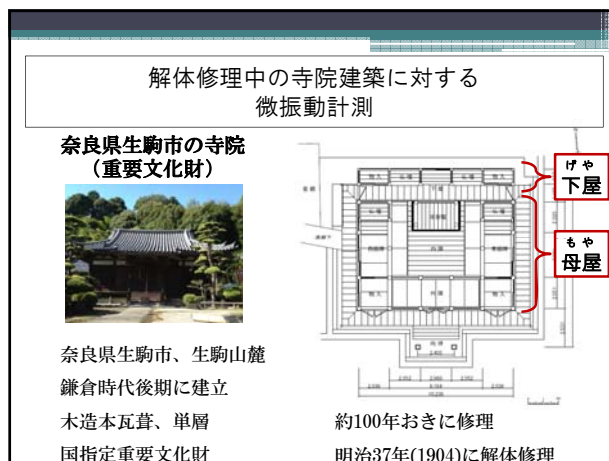 解体修理中の寺院建築に対する
微振動計測
奈良県生駒市の寺院
(重要文化財)
げや
下屋
もや
母屋
奈良県生駒市、生駒山麓
鎌倉時代後期に建立
木造本瓦葺、単層
国指定重要文化財
約100年おきに修理
明治37年(1904)に解体修理